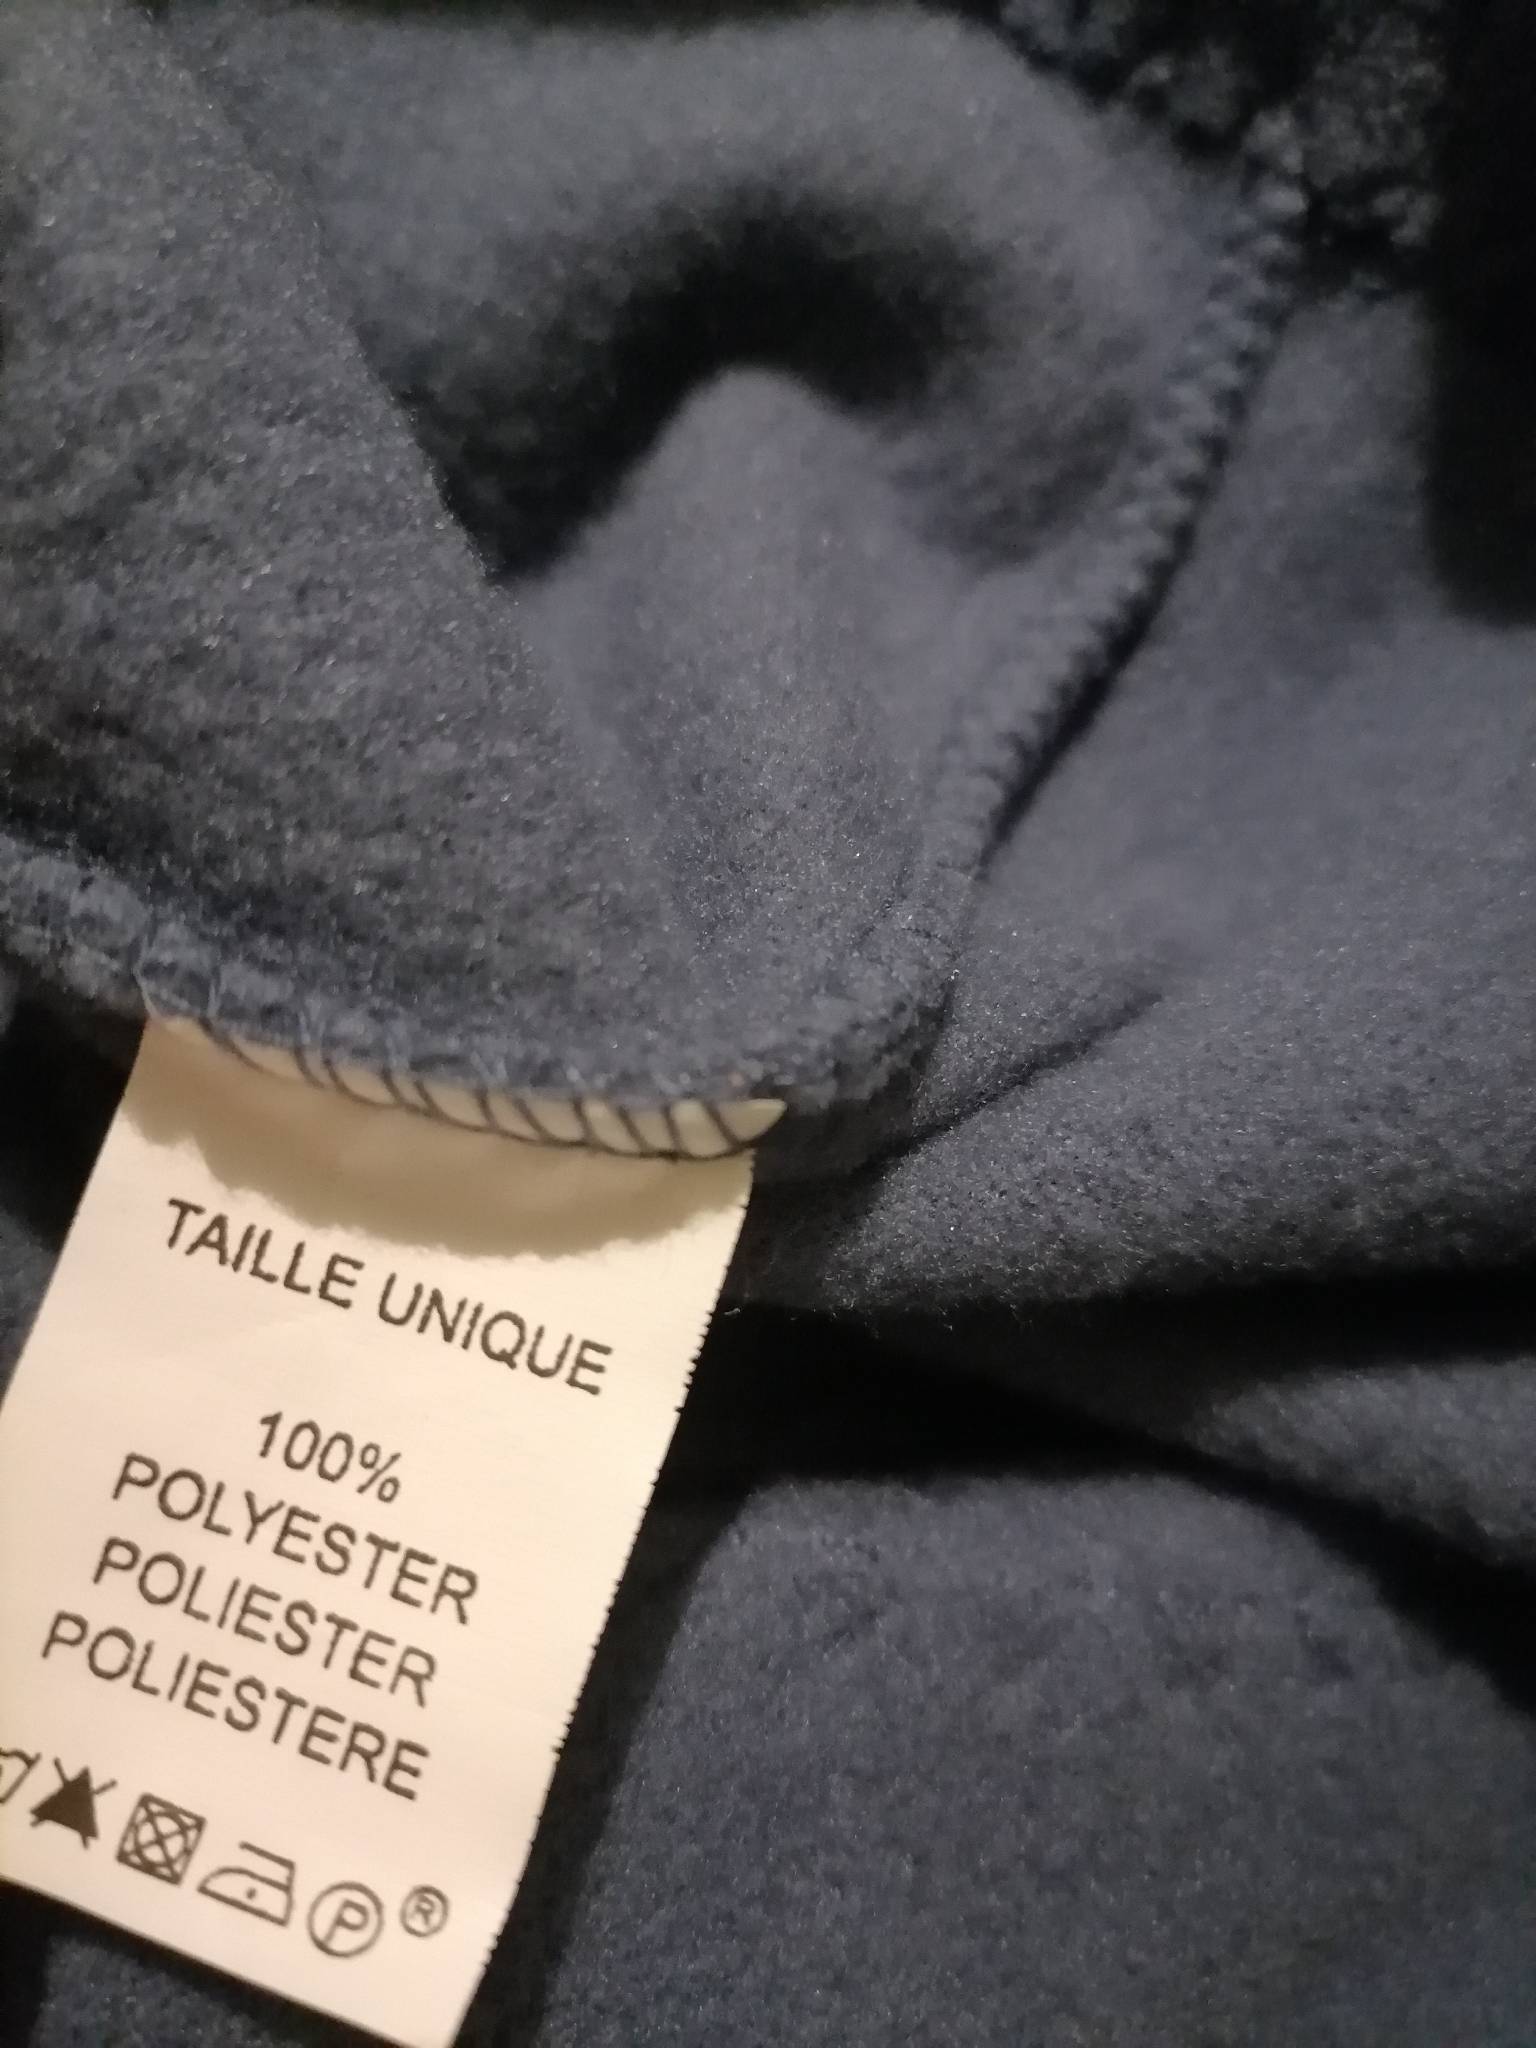 TAILLE UNIQUE
100%
POLYESTER
POLIESTER
POLIESTERE
P ®